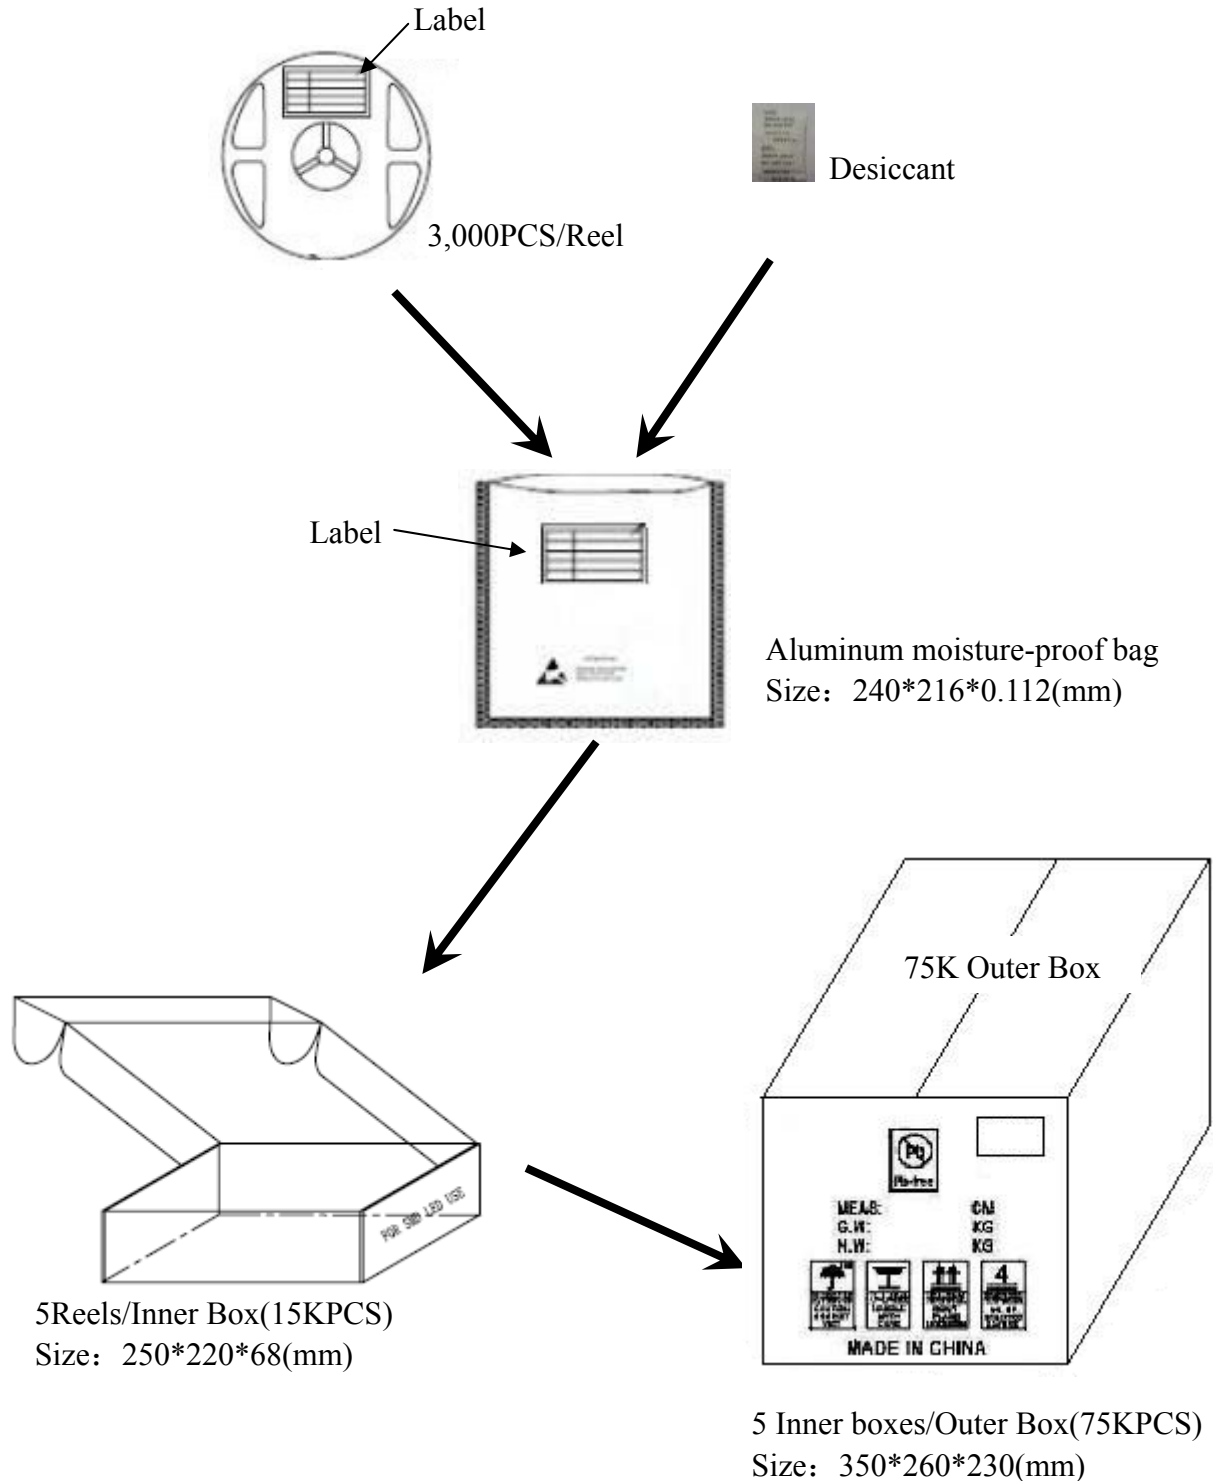 Label
Desiccant
3,000PCS/Reel
Label
Aluminum moisture-proof bag
Size：240*216*0.112(mm)
75K Outer Box
Pb
Pb-free
MEAS: CM
G.W: KG
N.W: KG
4
MADE IN CHINA
FOR SMD LED USE
5Reels/Inner Box(15KPCS)
Size：250*220*68(mm)
5 Inner boxes/Outer Box(75KPCS)
Size：350*260*230(mm)